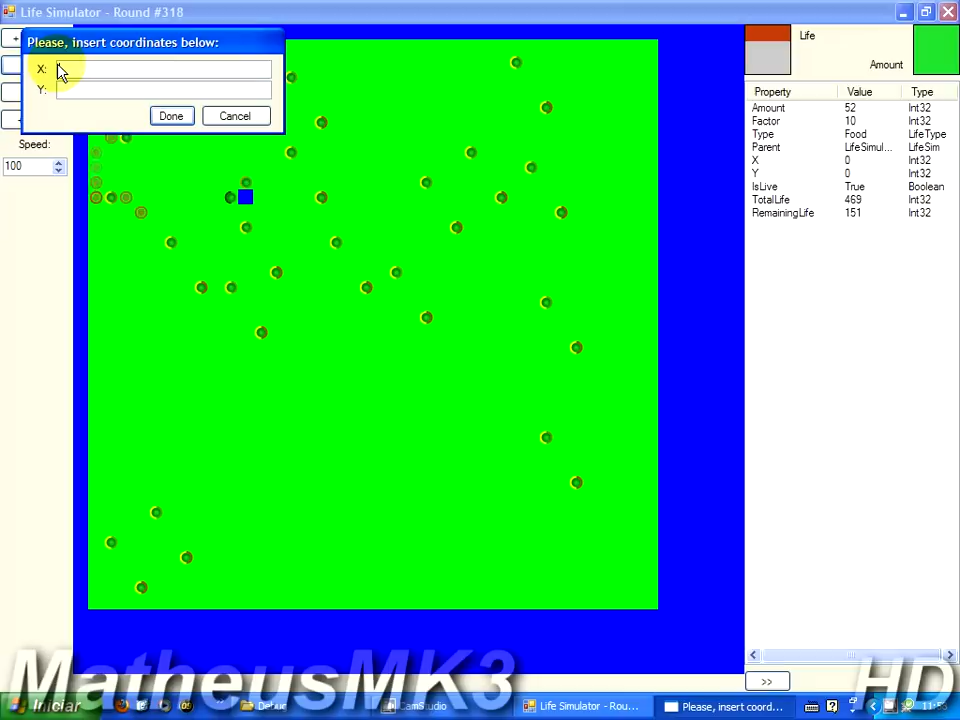 Life Simulator - Round #318
Please, insert coordinates below:
X:
Y:
Done
Cancel
Speed:
100
Life
Amount
Property Value Type
Amount 52 Int32
Factor 10 Int32
Type Food LifeType
Parent LifeSimul... LifeSim
X 0 Int32
Y 0 Int32
IsLive True Boolean
TotalLife 469 Int32
RemainingLife 151 Int32
>>
MatheusMK3
HD
Iniciar
Debug
CamStudio
Life Simulator - Rou...
Please, insert coord...